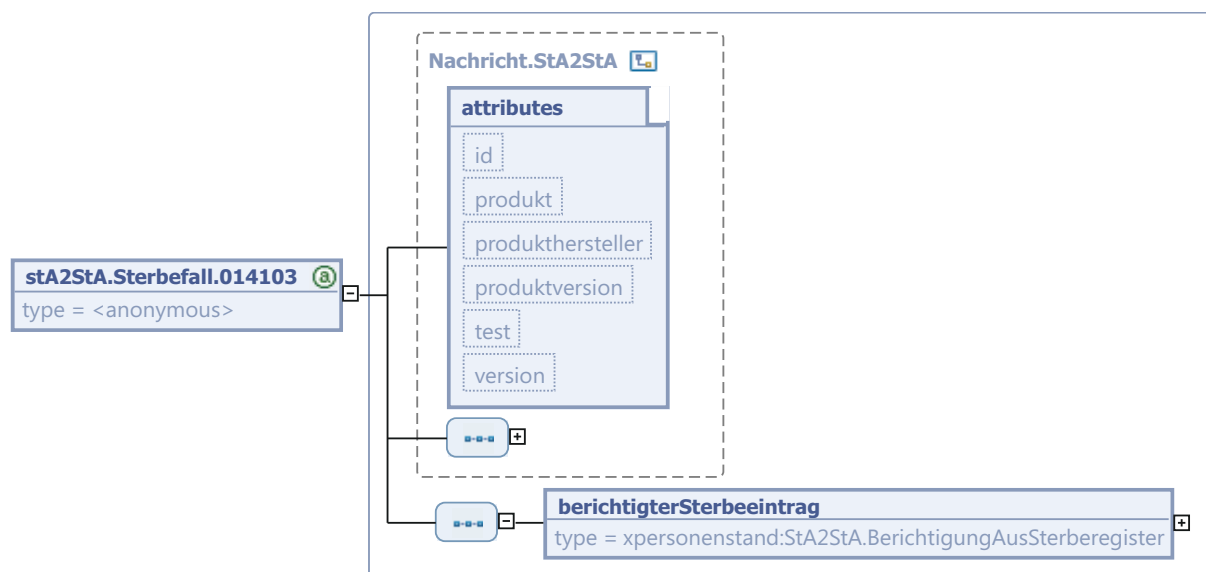 Nachricht.StA2StA
attributes
id
produkt
produkthersteller
produktversion
test
version
stA2StA.Sterbefall.014103
type = <anonymous>
berichtigterSterbeeintrag
type = xpersonenstand:StA2StA.BerichtigungAusSterberegister